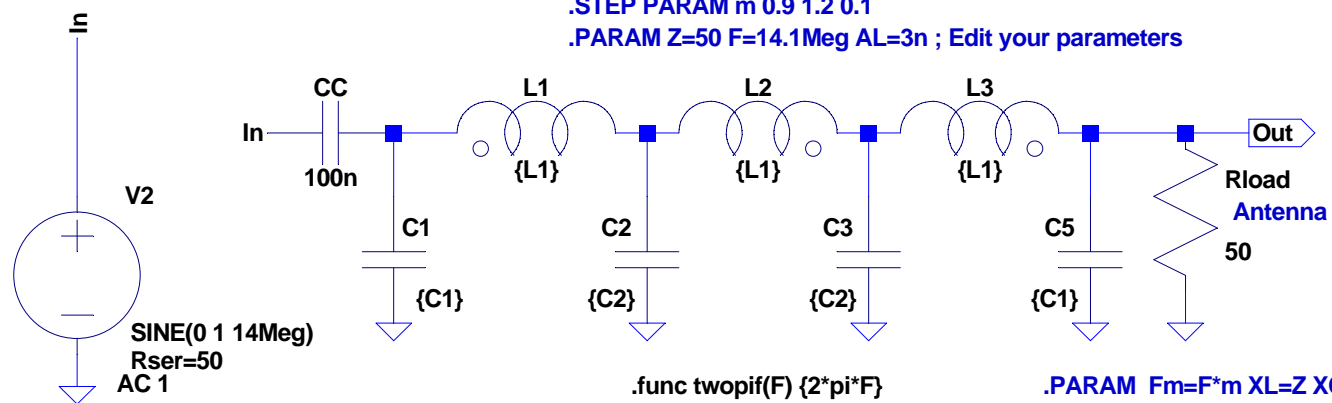 .STEP PARAM m 0.9 1.2 0.1
.PARAM Z=50 F=14.1Meg AL=3n ; Edit your parameters
In
CC
L1
L2
L3
In
Out
100n
{L1}
{L1}
{L1}
Rload
Antenna
50
V2
C1
C2
C3
C5
{C1}
{C2}
{C2}
{C1}
SINE(0 1 14Meg)
Rser=50
AC 1
.func twopif(F) {2*pi*F}
.PARAM Fm=F*m XL=Z